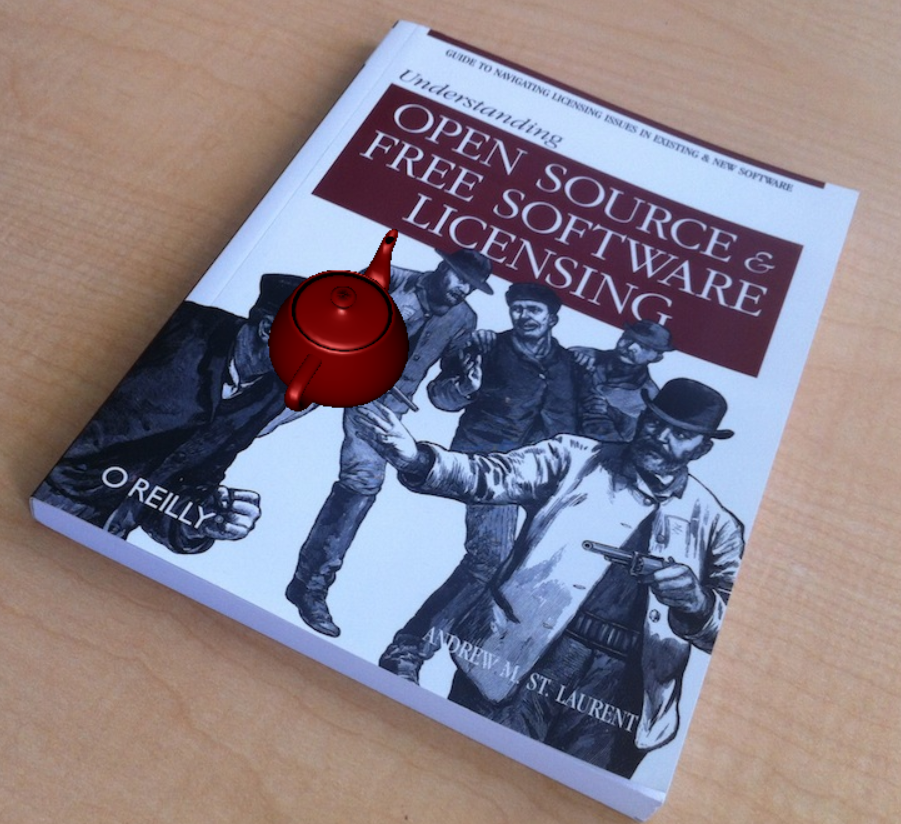 GUIDE TO NAVIGATING LICENSING ISSUES IN EXISTING & NEW SOFTWARE
Understanding
OPEN SOURCE &
FREE SOFTWARE
LICENSING
O'REILLY
ANDREW M. ST. LAURENT